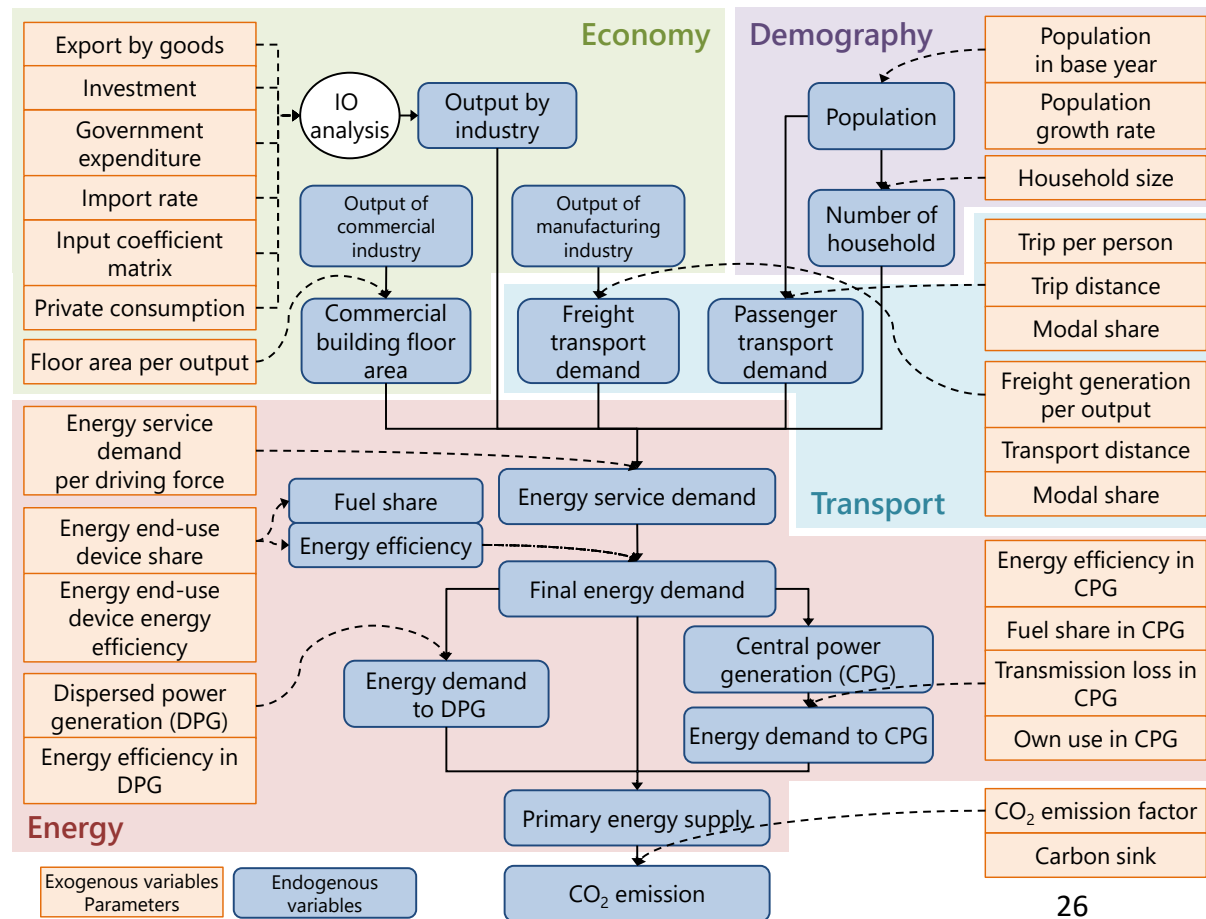 Export by goods
Investment
Government
expenditure
Import rate
Input coefficient
matrix
Private consumption
Floor area per output
Economy
IO
analysis
Output by
industry
Output of
commercial
industry
Output of
manufacturing
industry
Commercial
building floor
area
Demography
Population
Number of
household
Population
in base year
Population
growth rate
Household size
Freight
transport
demand
Passenger
transport
demand
Trip per person
Trip distance
Modal share
Freight generation
per output
Transport distance
Modal share
Transport
Energy service
demand
per driving force
Energy end-use
device share
Energy end-use
device energy
efficiency
Dispersed power
generation (DPG)
Energy efficiency in
DPG
Fuel share
Energy efficiency
Energy service demand
Final energy demand
Energy demand
to DPG
Central power
generation (CPG)
Energy demand to CPG
Energy efficiency in
CPG
Fuel share in CPG
Transmission loss in
CPG
Own use in CPG
Energy
Primary energy supply
CO₂ emission
CO₂ emission factor
Carbon sink
Exogenous variables
Parameters
Endogenous
variables
26